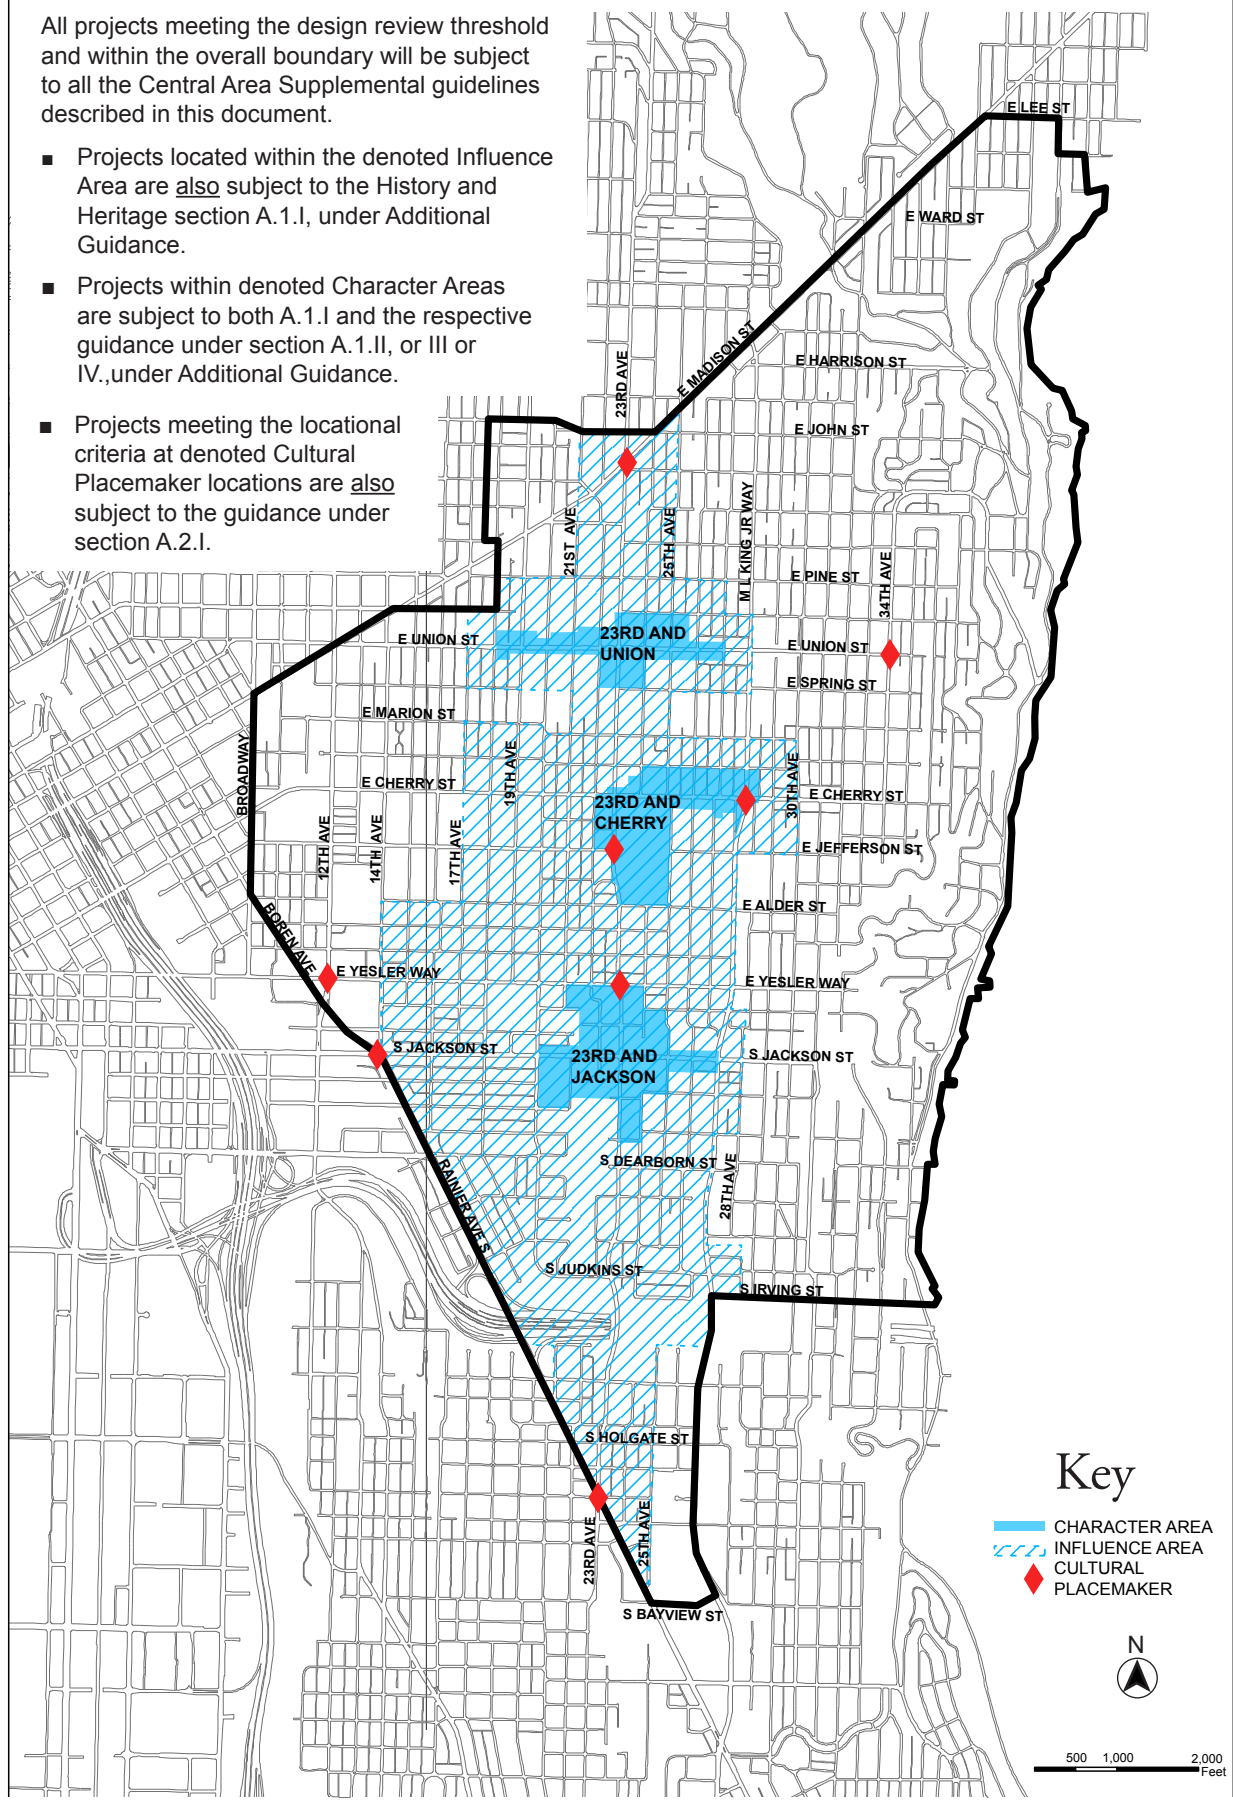 All projects meeting the design review threshold
and within the overall boundary will be subject
to all the Central Area Supplemental guidelines
described in this document.
■ Projects located within the denoted Influence
Area are also subject to the History and
Heritage section A.1.I, under Additional
Guidance.
■ Projects within denoted Character Areas
are subject to both A.1.I and the respective
guidance under section A.1.II, or III or
IV.,under Additional Guidance.
■ Projects meeting the locational
criteria at denoted Cultural
Placemaker locations are also
subject to the guidance under
section A.2.I.
E LEE ST
E WARD ST
E MADISON ST
E HARRISON ST
23RD AVE
E JOHN ST
21ST AVE
25TH AVE
M L KING JR WAY
34TH AVE
E PINE ST
E UNION ST
23RD AND
UNION
E UNION ST
E SPRING ST
E MARION ST
BROADWAY
19TH AVE
30TH AVE
E CHERRY ST
23RD AND
CHERRY
E CHERRY ST
12TH AVE
14TH AVE
17TH AVE
E JEFFERSON ST
E ALDER ST
BOREN AVE
E YESLER WAY
E YESLER WAY
S JACKSON ST
23RD AND
JACKSON
S JACKSON ST
S DEARBORN ST
28TH AVE
RAINIER AVE S
S JUDKINS ST
S IRVING ST
S HOLGATE ST
23RD AVE
25TH AVE
S BAYVIEW ST
Key
CHARACTER AREA
INFLUENCE AREA
CULTURAL
PLACEMAKER
N
500 1,000 2,000
Feet